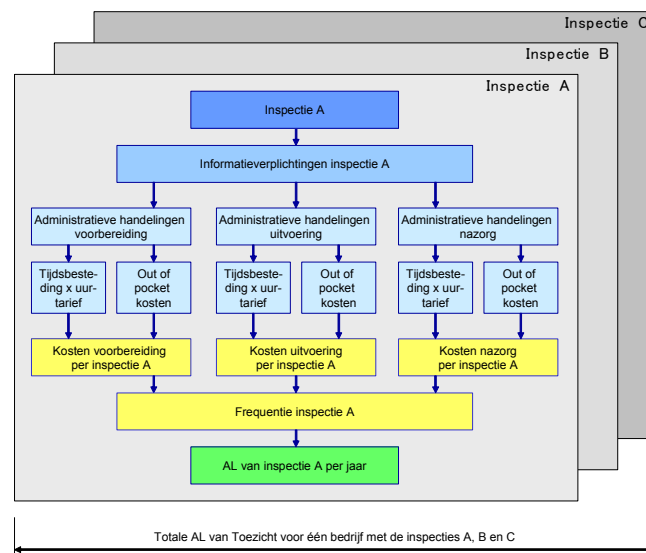 Inspectie C
Inspectie B
Inspectie A
Inspectie A
Informatieverplichtingen inspectie A
Administratieve handelingen
voorbereiding
Administratieve handelingen
uitvoering
Administratieve handelingen
nazorg
Tijdsbeste-
ding x uur-
tarief
Out of
pocket
kosten
Tijdsbeste-
ding x uur-
tarief
Out of
pocket
kosten
Tijdsbeste-
ding x uur-
tarief
Out of
pocket
kosten
Kosten voorbereiding
per inspectie A
Kosten uitvoering
per inspectie A
Kosten nazorg
per inspectie A
Frequentie inspectie A
AL van inspectie A per jaar
Totale AL van Toezicht voor één bedrijf met de inspecties A, B en C